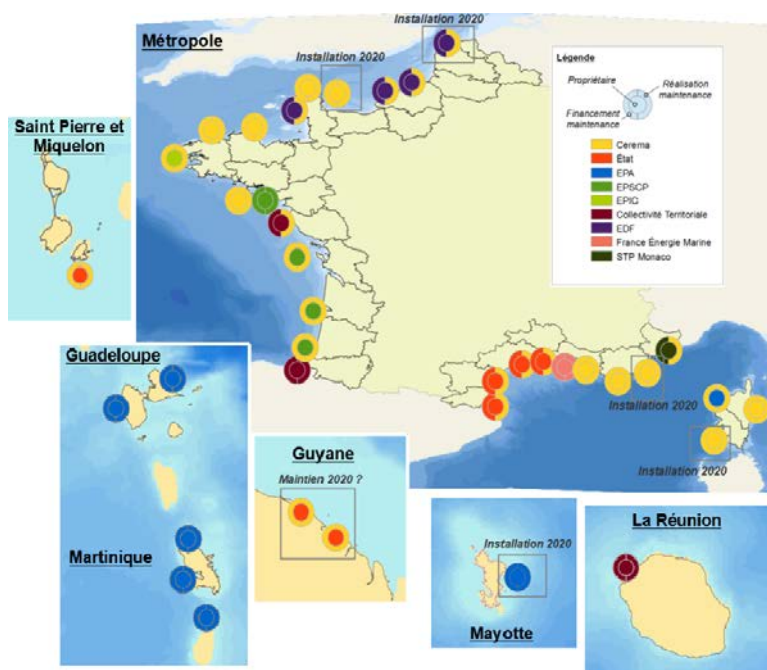 Installation 2020
Métropole
Installation 2020
Légende
Propriétaire
Réalisation
maintenance
Financement
maintenance
Cerema
État
EPA
EPSCP
EPIC
Collectivité Territoriale
EDF
France Énergie Marine
STP Monaco
Saint Pierre et
Miquelon
Guadeloupe
Installation 2020
Installation 2020
Guyane
Maintien 2020 ?
Martinique
Installation 2020
Mayotte
La Réunion